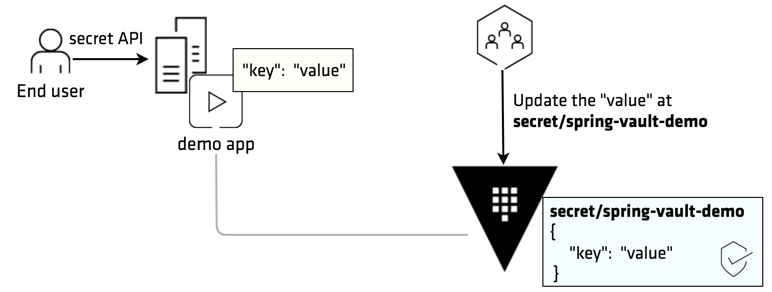 secret API
End user
"key": "value"
demo app
Update the "value" at
secret/spring-vault-demo
secret/spring-vault-demo
{
"key": "value"
}